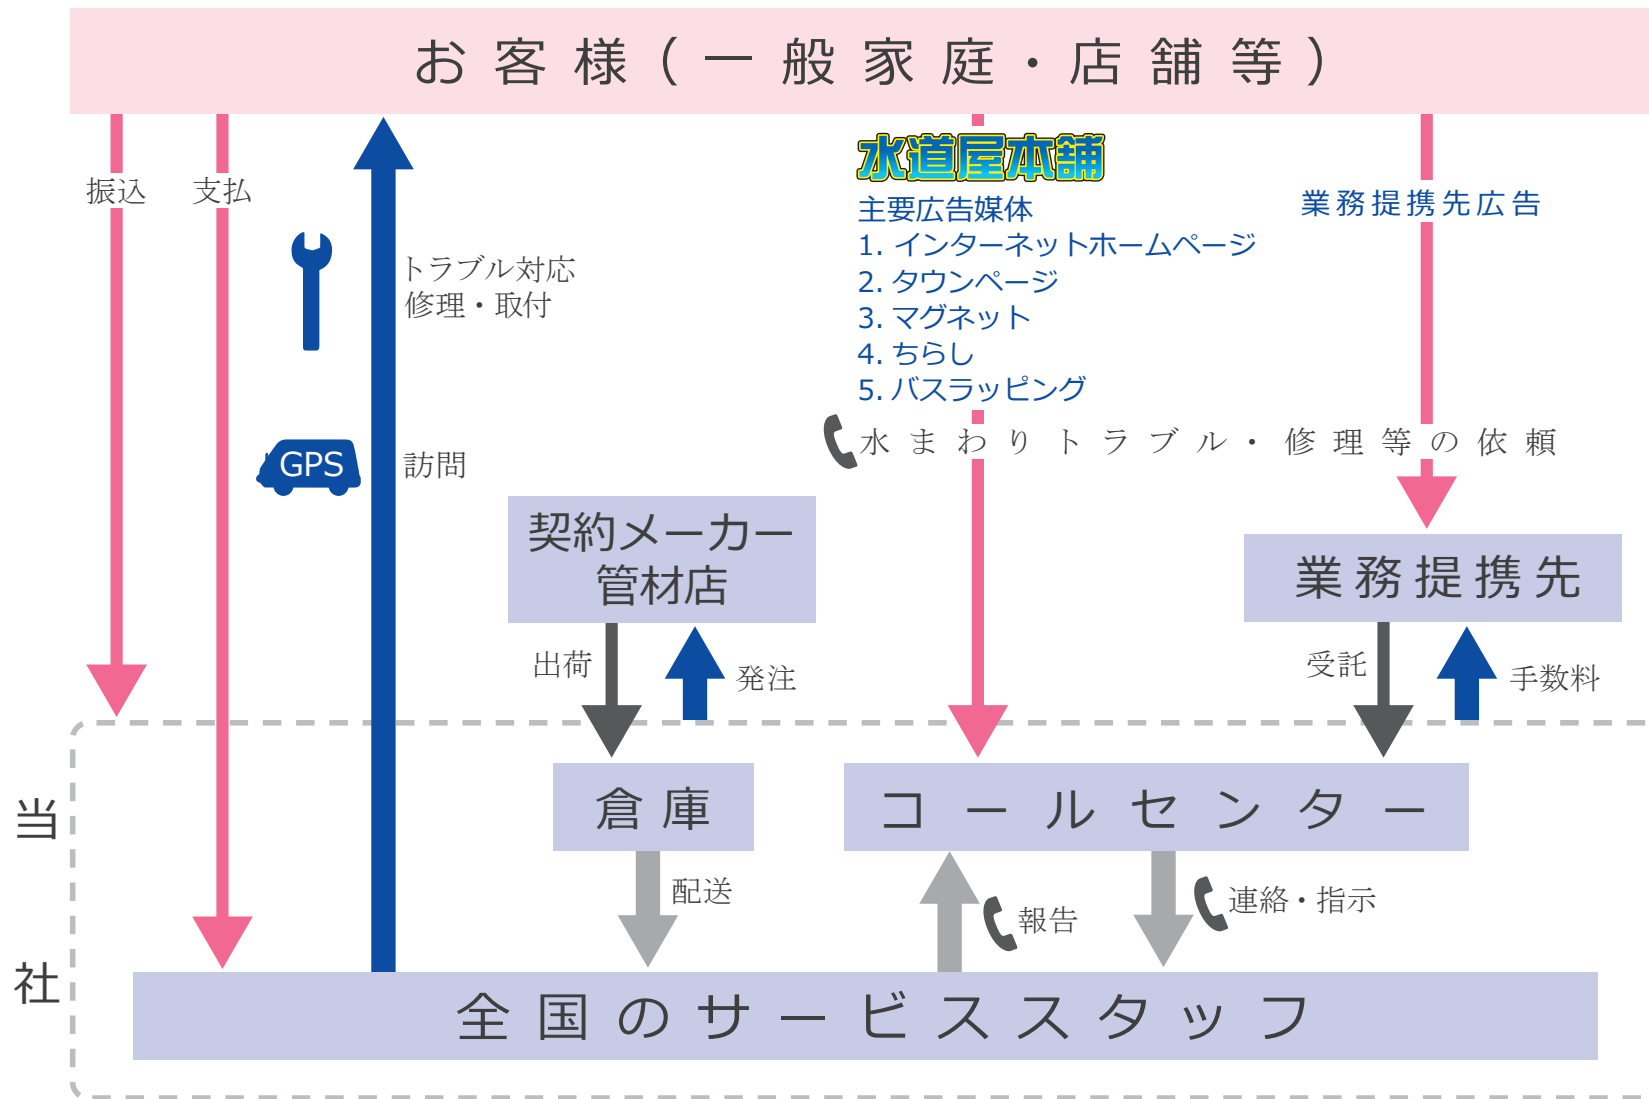 お客様(一般家庭・店舗等)
振込
支払
トラブル対応
修理・取付
GPS
訪問
水道屋本舗
主要広告媒体
1. インターネットホームページ
2. タウンページ
3. マグネット
4. ちらし
5. バスラッピング
業務提携先広告
水まわりトラブル・修理等の依頼
契約メーカー
管材店
業務提携先
出荷
発注
受託
手数料
当社
倉庫
コールセンター
配送
報告
連絡・指示
全国のサービススタッフ